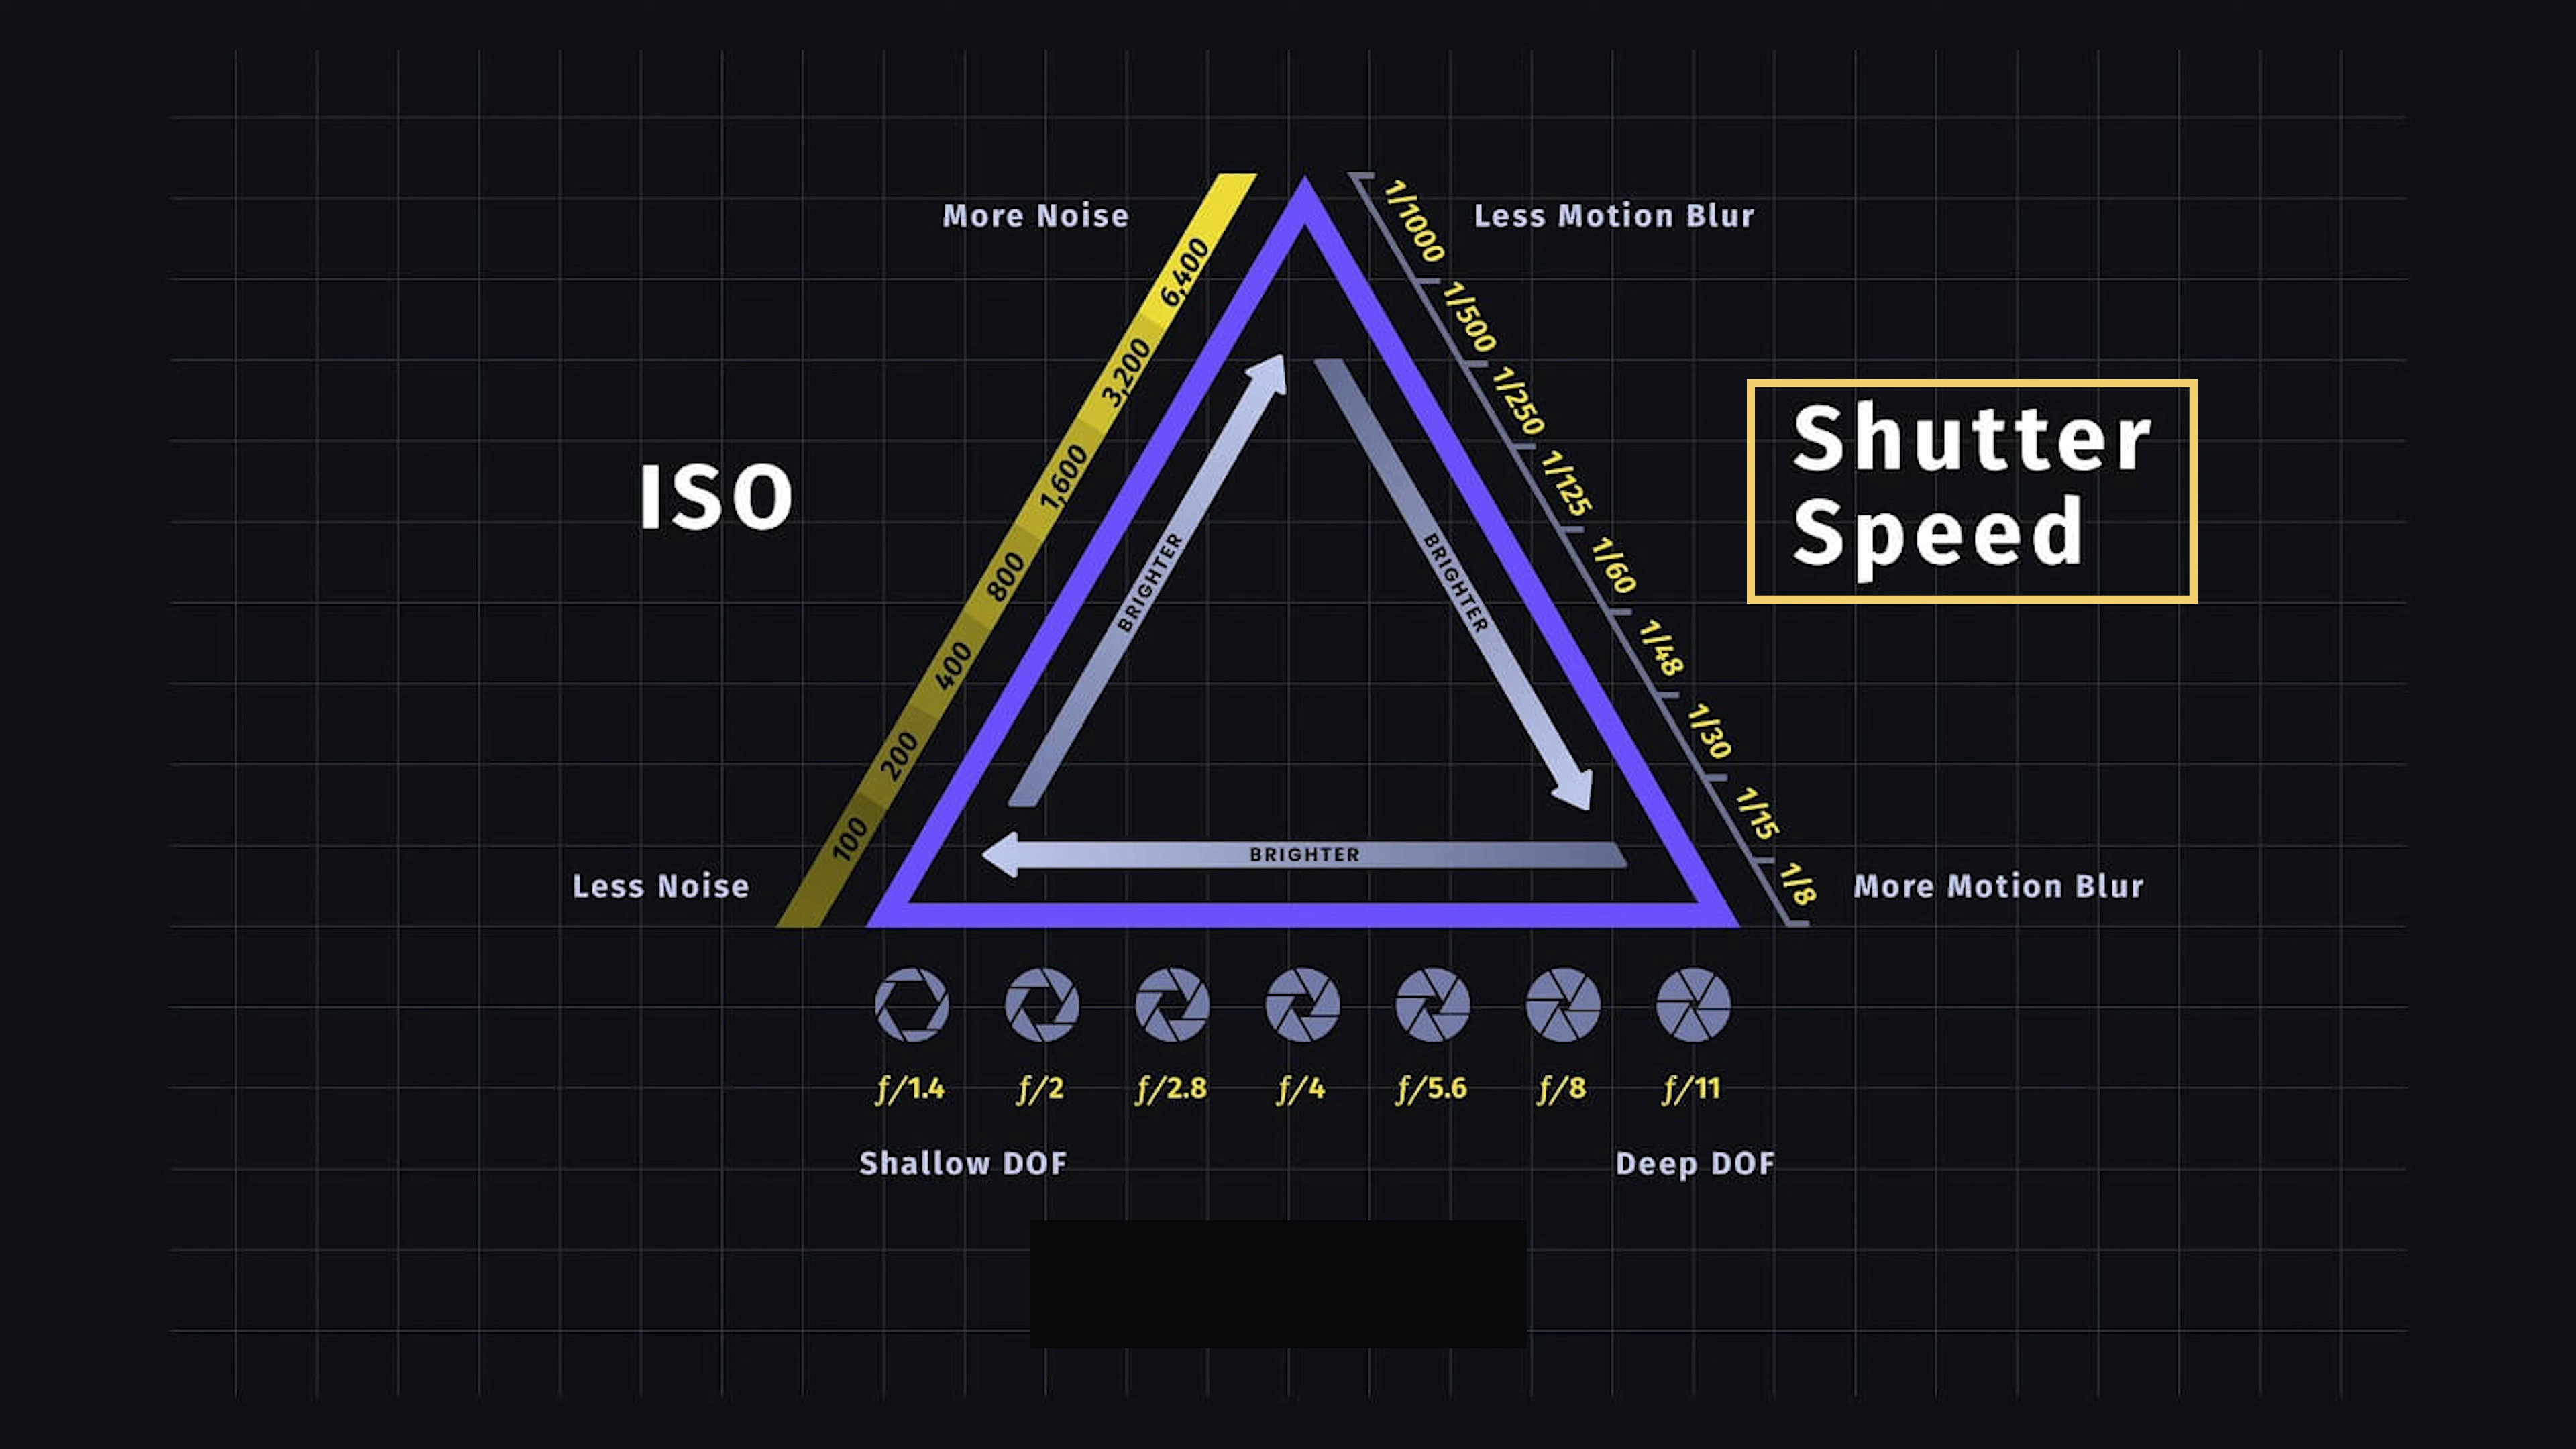 More Noise
Less Motion Blur
ISO
Shutter
Speed
6,400
3,200
1,600
800
400
200
100
1/1000
1/500
1/250
1/125
1/60
1/48
1/30
1/15
1/8
BRIGHTER
BRIGHTER
BRIGHTER
Less Noise
More Motion Blur
ƒ/1.4
ƒ/2
ƒ/2.8
ƒ/4
ƒ/5.6
ƒ/8
ƒ/11
Shallow DOF
Deep DOF